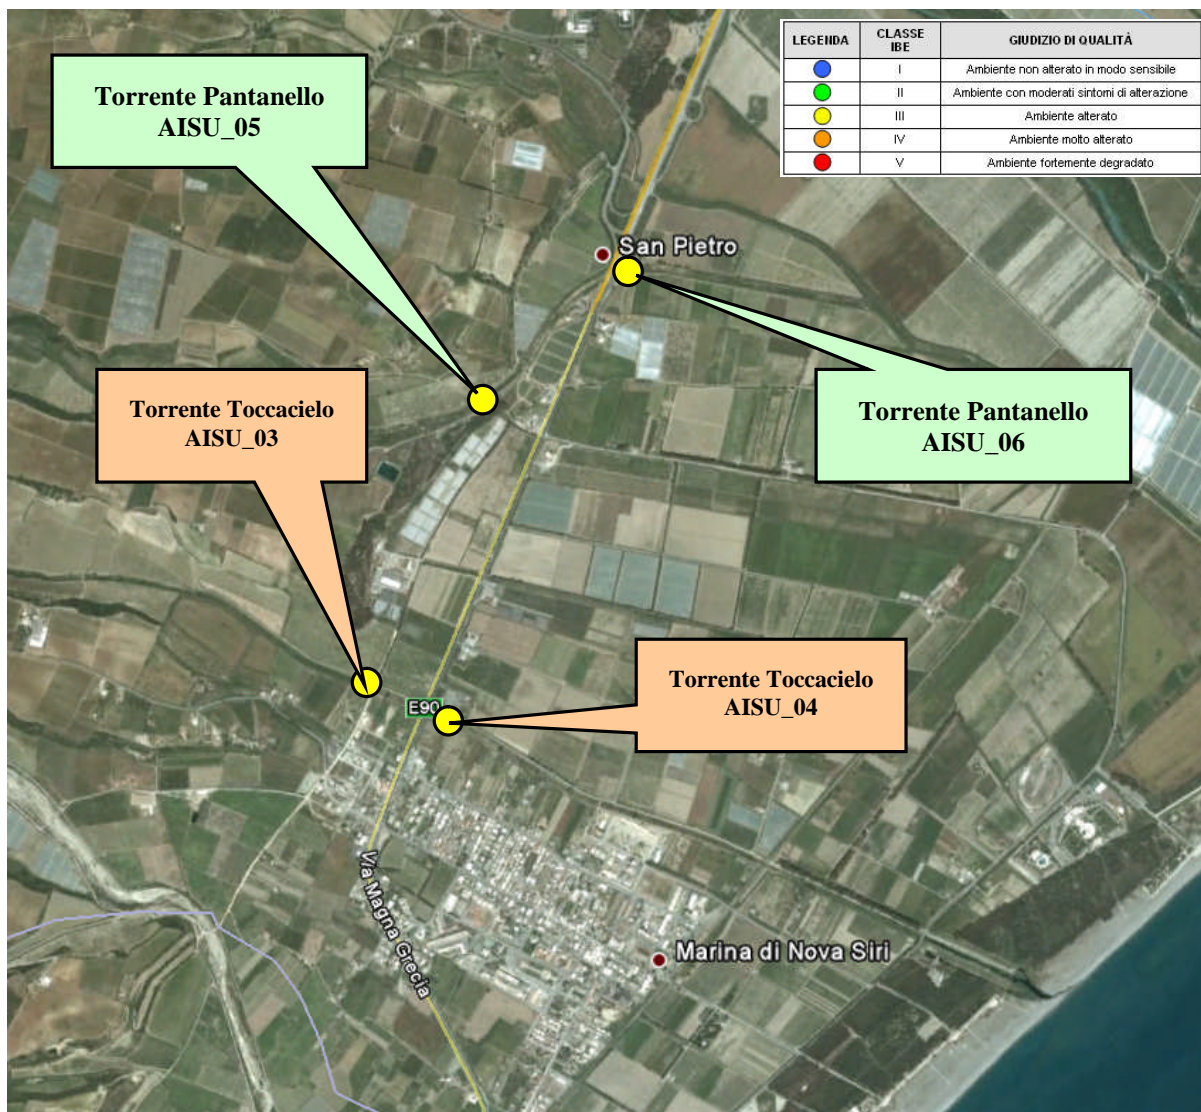 LEGENDA CLASSE IBE GIUDIZIO DI QUALITÀ
I Ambiente non alterato in modo sensibile
II Ambiente con moderati sintomi di alterazione
III Ambiente alterato
IV Ambiente molto alterato
V Ambiente fortemente degradato
Torrente Pantanello
AISU_05
San Pietro
Torrente Toccacielo
AISU_03
Torrente Pantanello
AISU_06
Torrente Toccacielo
AISU_04
E90
Via Magna Grecia
Marina di Nova Siri